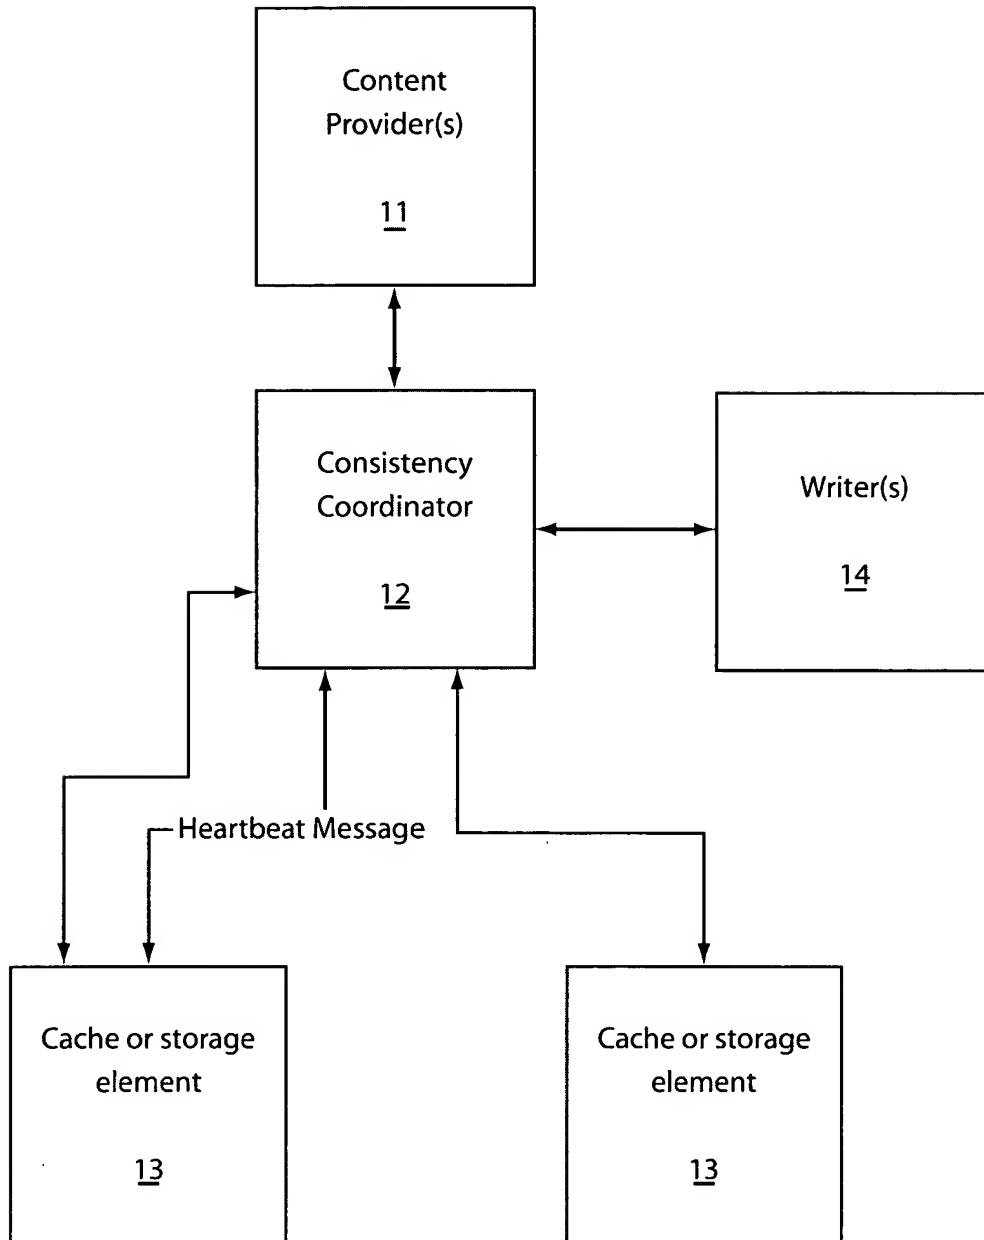 Content
Provider(s)
11
Consistency
Coordinator
12
Writer(s)
14
Heartbeat Message
Cache or storage
element
13
Cache or storage
element
13